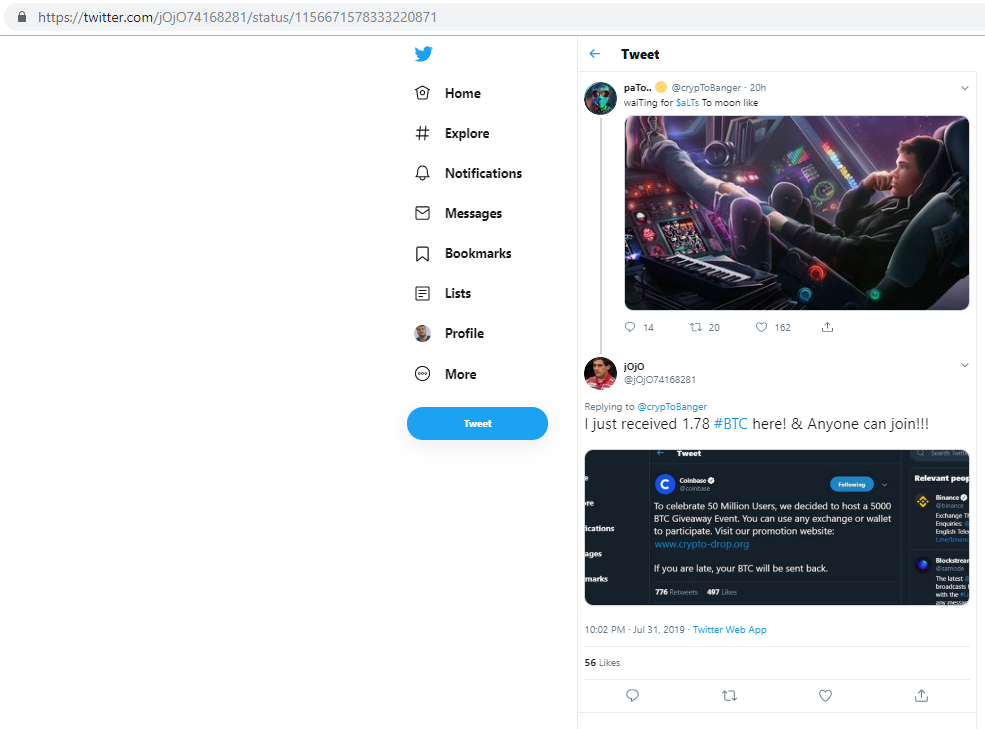 https://twitter.com/jOjO74168281/status/1156671578333220871
Home
Explore
Notifications
Messages
Bookmarks
Lists
Profile
More
Tweet
Tweet
paTo.. @crypToBanger · 20h
waiTing for $aLTs To moon like
14 20 162
jOjO
@jOjO74168281
Replying to @crypToBanger
I just received 1.78 #BTC here! & Anyone can join!!!
Tweet
Coinbase
@coinbase
Following
To celebrate 50 Million Users, we decided to host a 5000
BTC Giveaway Event. You can use any exchange or wallet
to participate. Visit our promotion website:
www.crypto-drop.org
If you are late, your BTC will be sent back.
776 Retweets 497 Likes
re
ications
ages
marks
Search Twitt
Relevant peop
Binance
@binance
Exchange T
Enquiries:
English Tele
t.me/binanc
Blockstream
@satnode
The latest
broadcasts
with the
any message
10:02 PM · Jul 31, 2019 · Twitter Web App
56 Likes